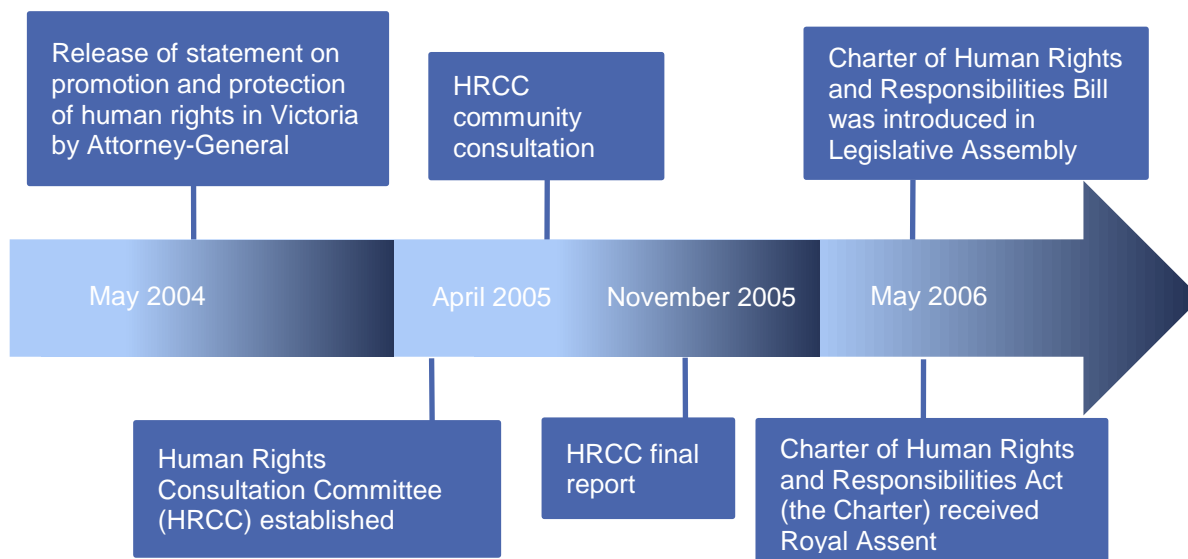 Release of statement on
promotion and protection
of human rights in Victoria
by Attorney-General
HRCC
community
consultation
Charter of Human Rights
and Responsibilities Bill
was introduced in
Legislative Assembly
May 2004
April 2005
November 2005
May 2006
Human Rights
Consultation Committee
(HRCC) established
HRCC final
report
Charter of Human Rights
and Responsibilities Act
(the Charter) received
Royal Assent